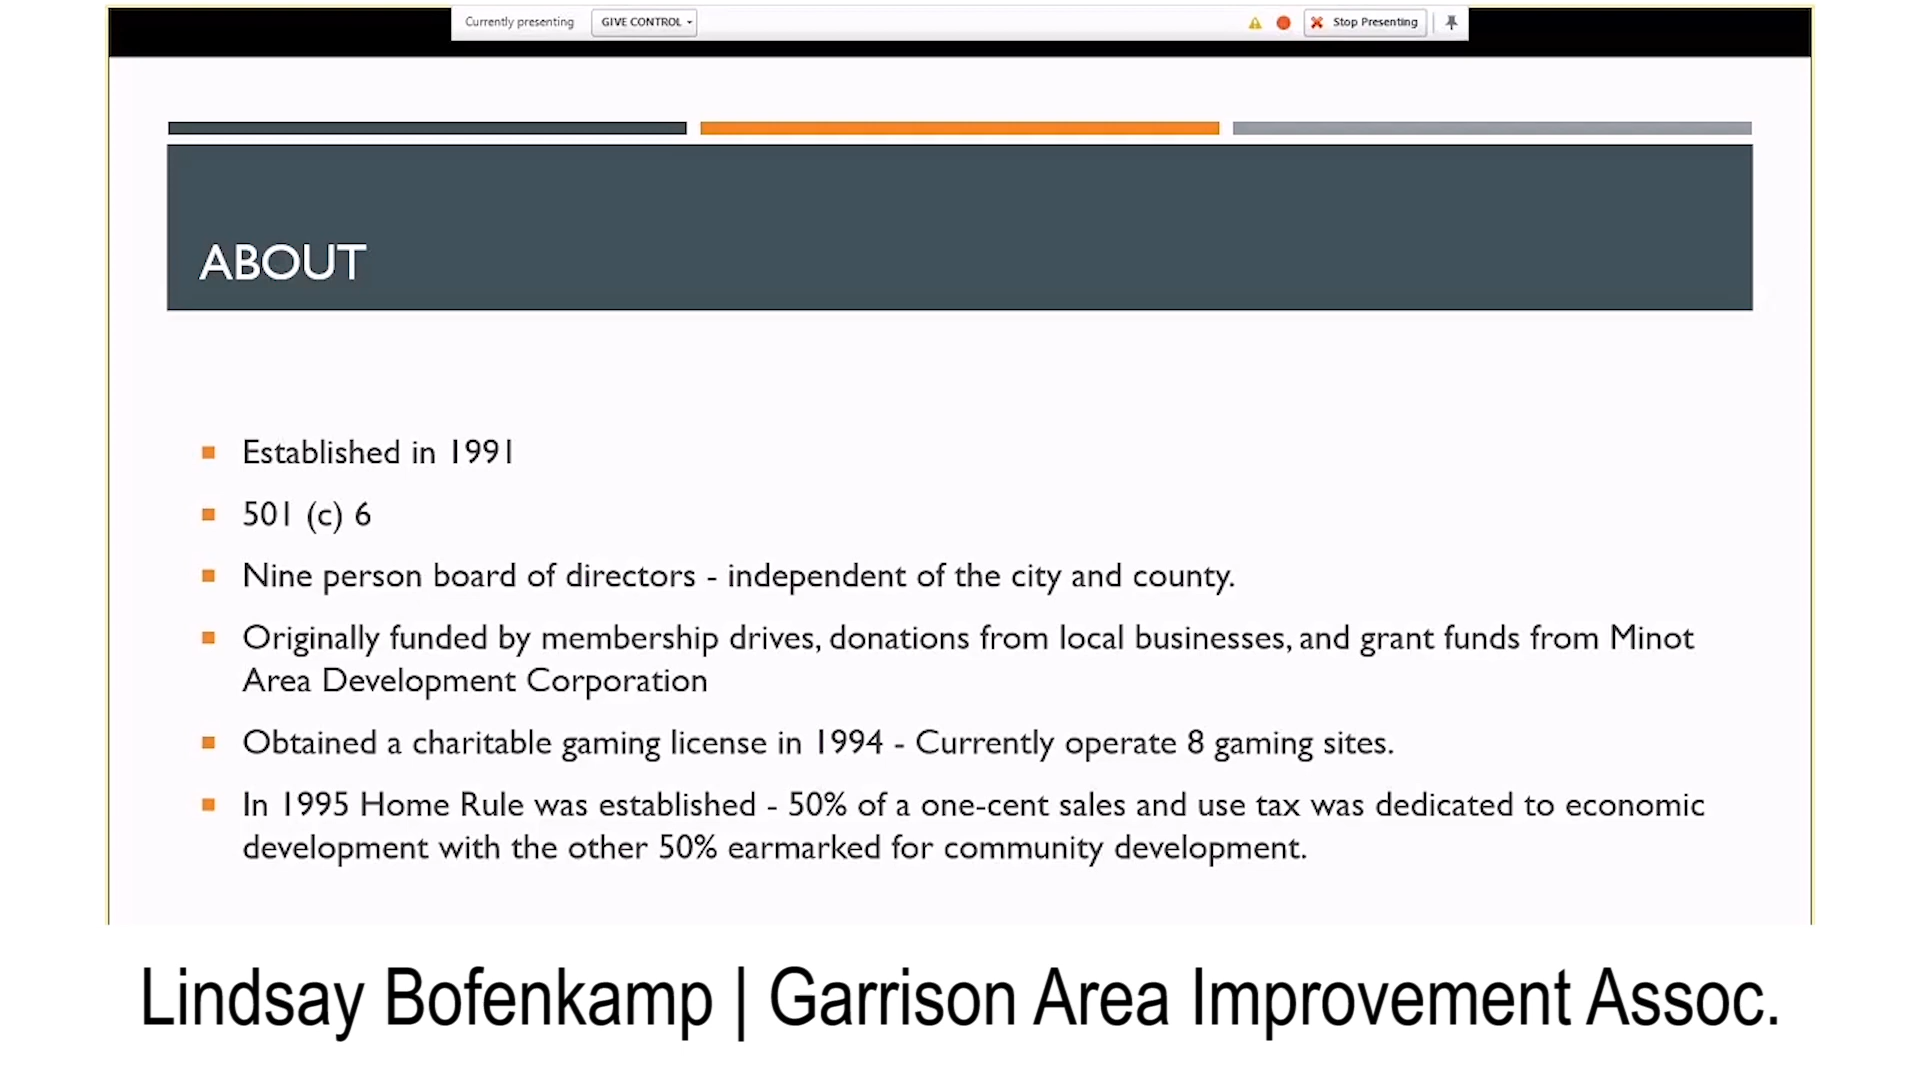 Currently presenting GIVE CONTROL Stop Presenting
ABOUT
Established in 1991
501 (c) 6
Nine person board of directors - independent of the city and county.
Originally funded by membership drives, donations from local businesses, and grant funds from Minot
Area Development Corporation
Obtained a charitable gaming license in 1994 - Currently operate 8 gaming sites.
In 1995 Home Rule was established - 50% of a one-cent sales and use tax was dedicated to economic
development with the other 50% earmarked for community development.
Lindsay Bofenkamp | Garrison Area Improvement Assoc.